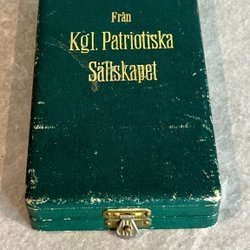 Från
Kgl. Patriotiska
Sällskapet